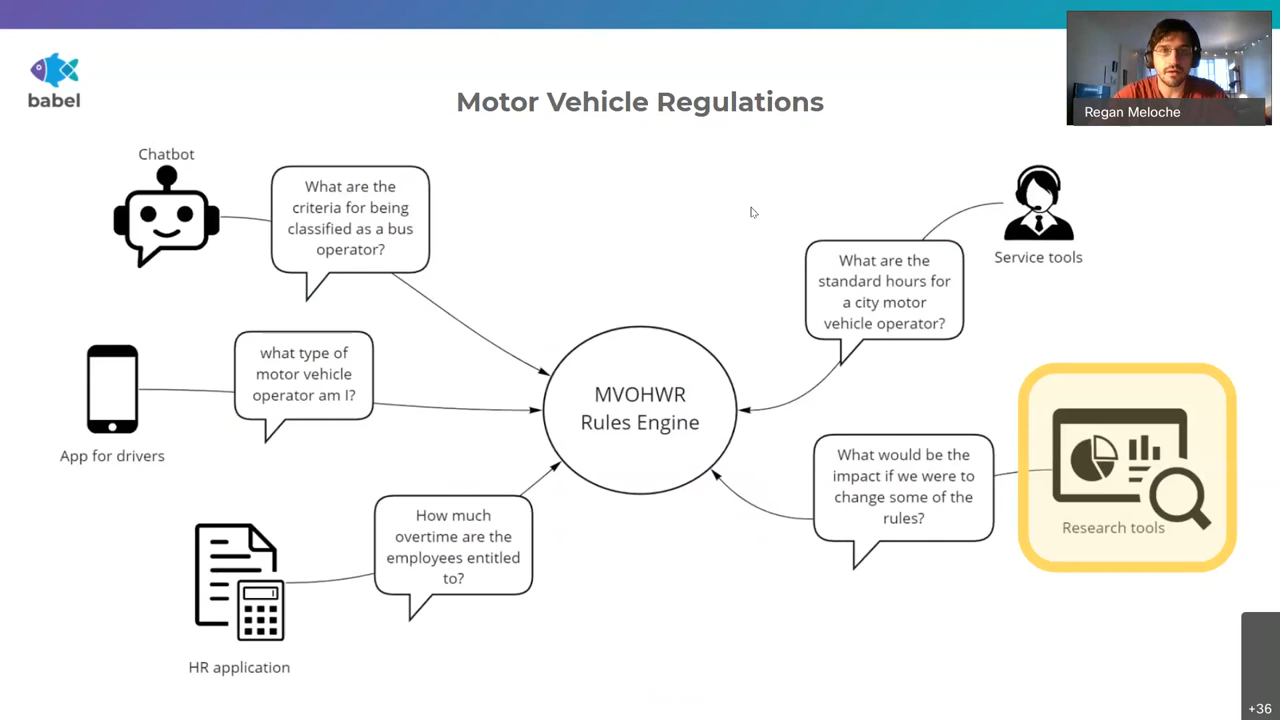 babel
Motor Vehicle Regulations
Regan Meloche
Chatbot
What are the
criteria for being
classified as a bus
operator?
Service tools
What are the
standard hours for
a city motor
vehicle operator?
what type of
motor vehicle
operator am I?
App for drivers
MVOHWR
Rules Engine
What would be the
impact if we were to
change some of the
rules?
Research tools
How much
overtime are the
employees entitled
to?
HR application
+36